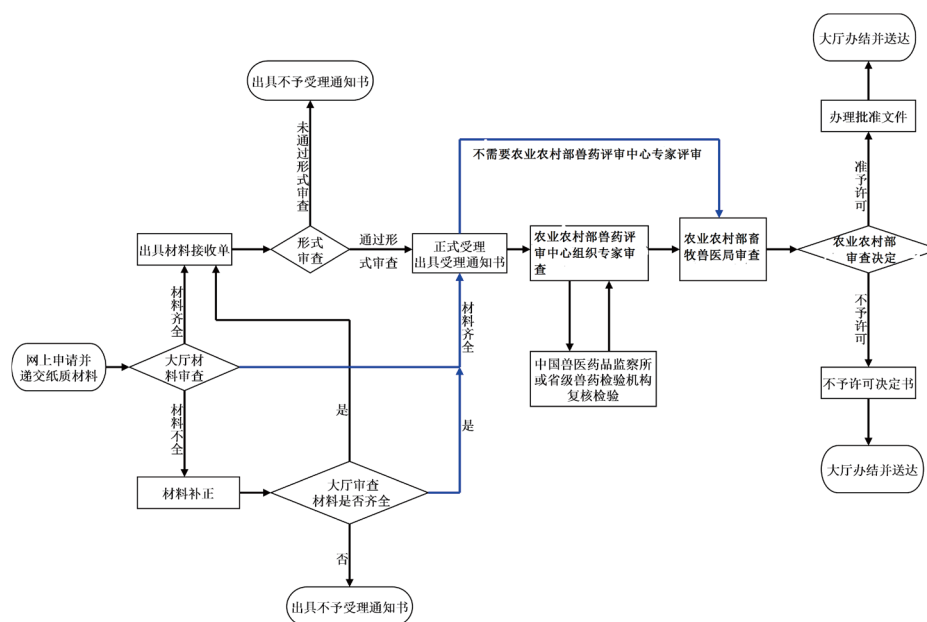 大厅办结并送达
出具不予受理通知书
办理批准文件
未通过形式审查
不需要农业农村部兽药评审中心专家评审
准予许可
出具材料接收单
形式
审查
通过形
式审查
正式受理
出具受理通知书
农业农村部兽药评
审中心组织专家审
查
农业农村部畜
牧兽医局审查
农业农村部
审查决定
材料齐全
材料齐全
不予许可
网上申请并
递交纸质材料
大厅材
料审查
中国兽医药品监察所
或省级兽药检验机构
复核检验
不予许可决定书
材料不全
是
是
材料补正
大厅审查
材料是否齐全
大厅办结并送达
否
出具不予受理通知书